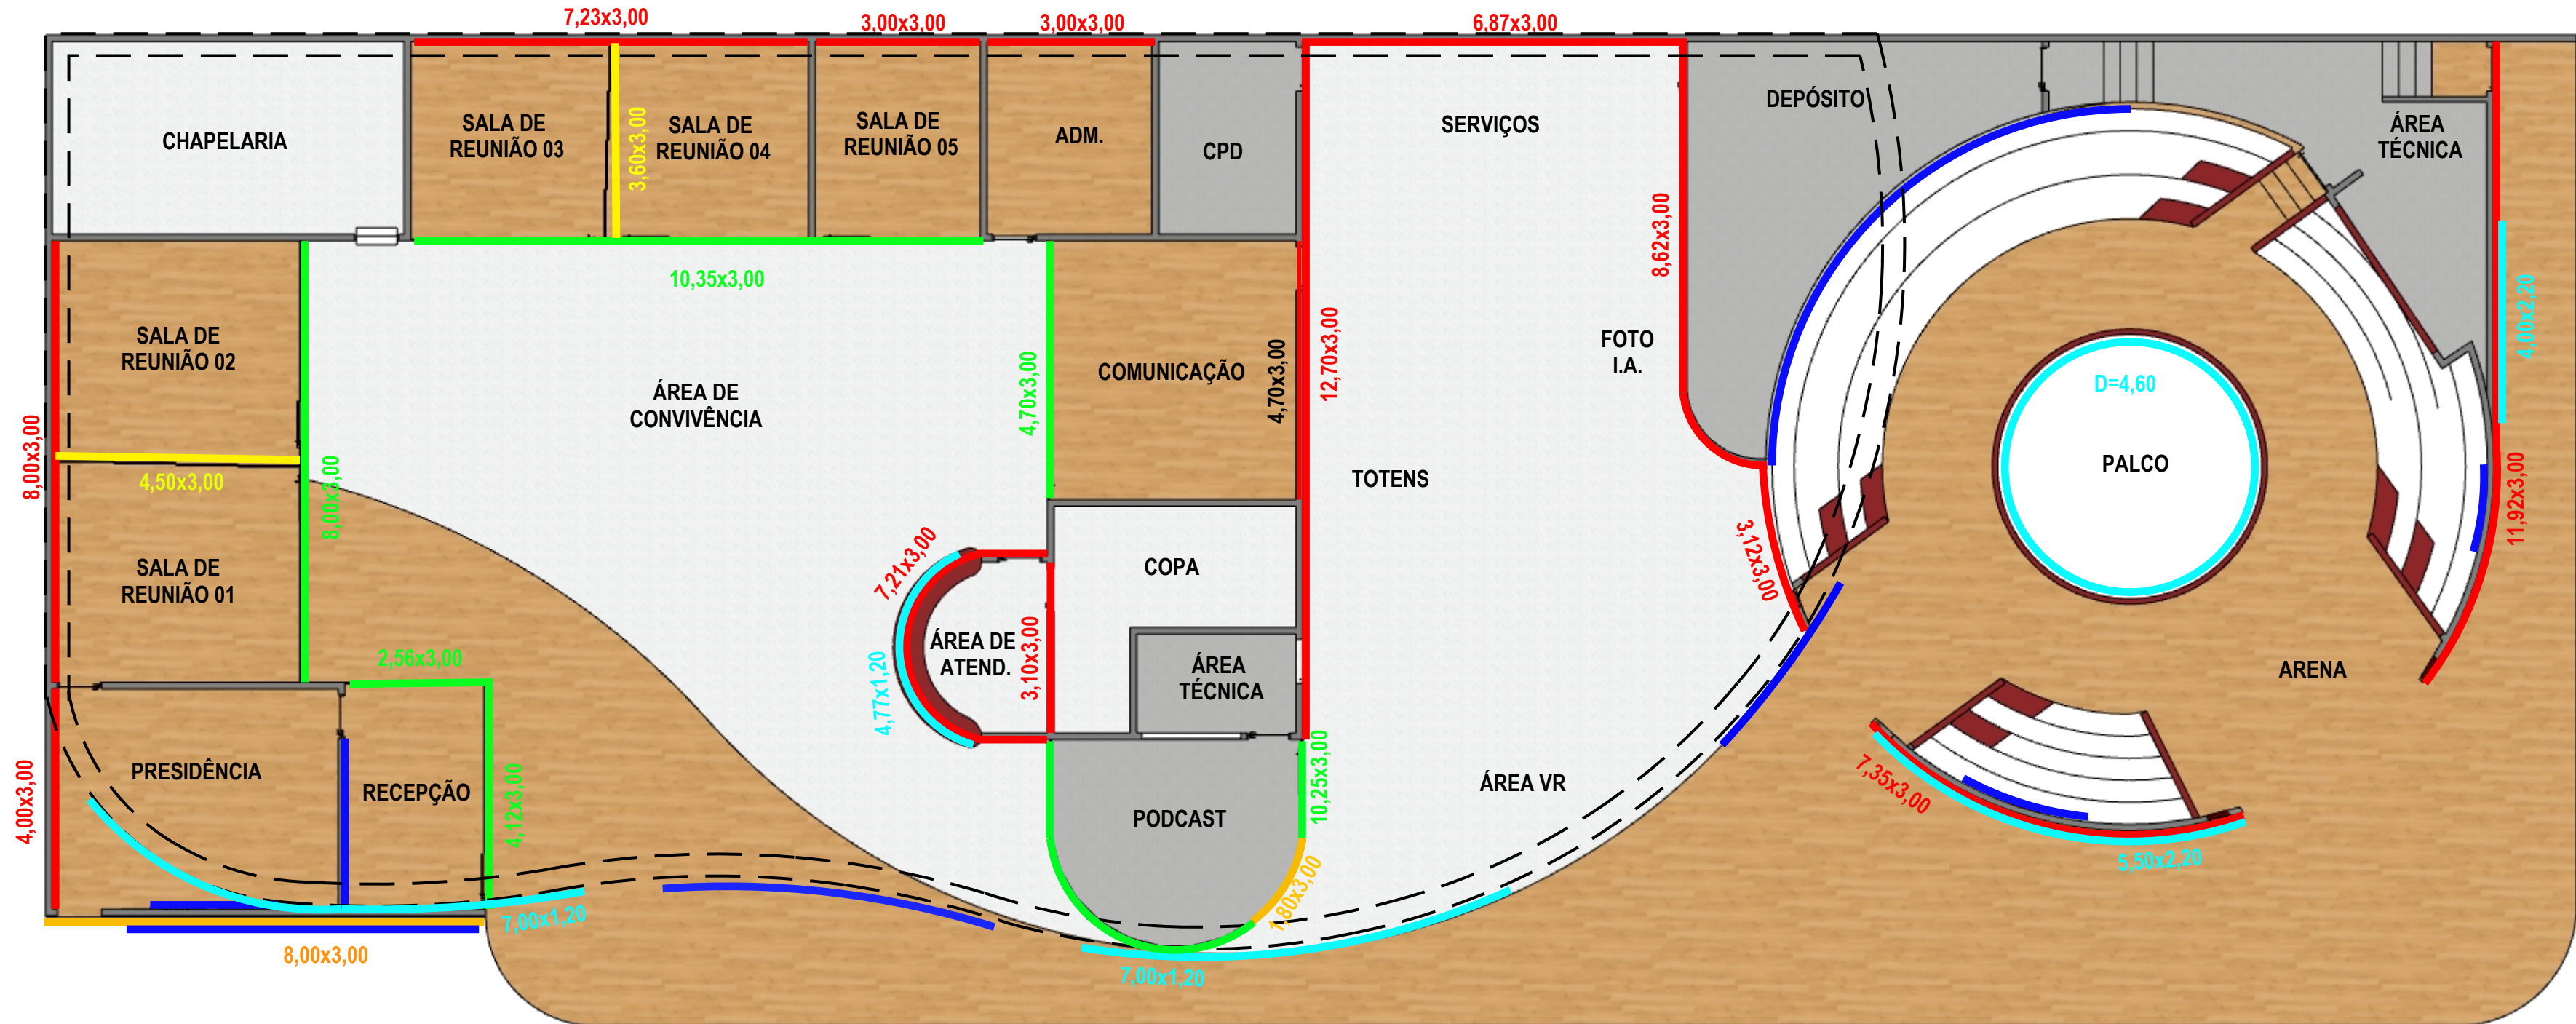 7,23x3,00
3,00x3,00
3,00x3,00
6,87x3,00
CHAPELARIA
SALA DE
REUNIÃO 03
3,60x3,00
SALA DE
REUNIÃO 04
SALA DE
REUNIÃO 05
ADM.
CPD
SERVIÇOS
DEPÓSITO
ÁREA
TÉCNICA
10,35x3,00
8,62x3,00
4,00x2,20
SALA DE
REUNIÃO 02
ÁREA DE
CONVIVÊNCIA
4,70x3,00
COMUNICAÇÃO
4,70x3,00
12,70x3,00
FOTO
I.A.
D=4,60
PALCO
8,00x3,00
4,50x3,00
8,00x3,00
TOTENS
11,92x3,00
SALA DE
REUNIÃO 01
7,21x3,00
COPA
3,12x3,00
2,56x3,00
4,77x1,20
ÁREA DE
ATEND.
3,10x3,00
ÁREA
TÉCNICA
ARENA
4,00x3,00
PRESIDÊNCIA
RECEPÇÃO
4,12x3,00
PODCAST
10,25x3,00
ÁREA VR
7,35x3,00
5,50x2,20
1,80x3,00
7,00x1,20
8,00x3,00
7,00x1,20